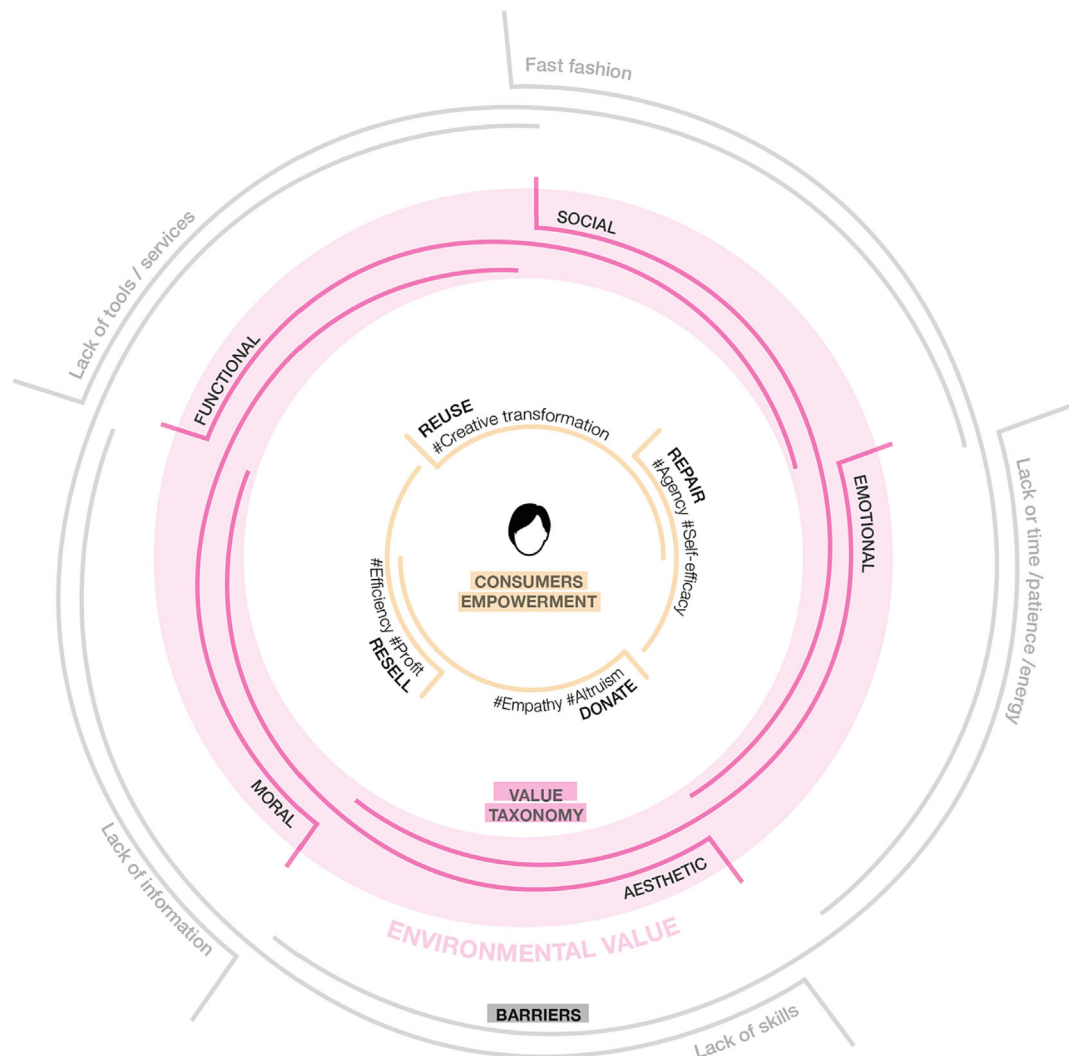 Fast fashion
Lack of tools / services
SOCIAL
FUNCTIONAL
REUSE
#Creative transformation
REPAIR
#Agency #Self-efficacy
EMOTIONAL
Lack or time /patience /energy
CONSUMERS
EMPOWERMENT
#Efficiency #Profit
RESELL
#Empathy #Altruism
DONATE
VALUE
TAXONOMY
MORAL
AESTHETIC
Lack of information
ENVIRONMENTAL VALUE
BARRIERS
Lack of skills